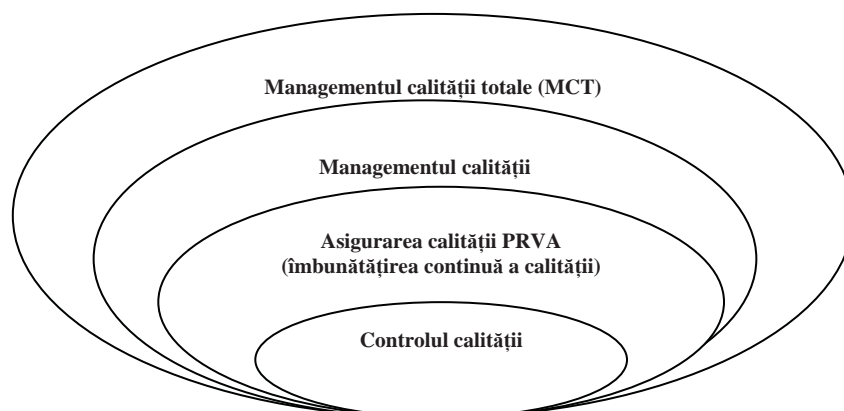 Managementul calității totale (MCT)
Managementul calității
Asigurarea calității PRVA
(îmbunătățirea continuă a calității)
Controlul calității